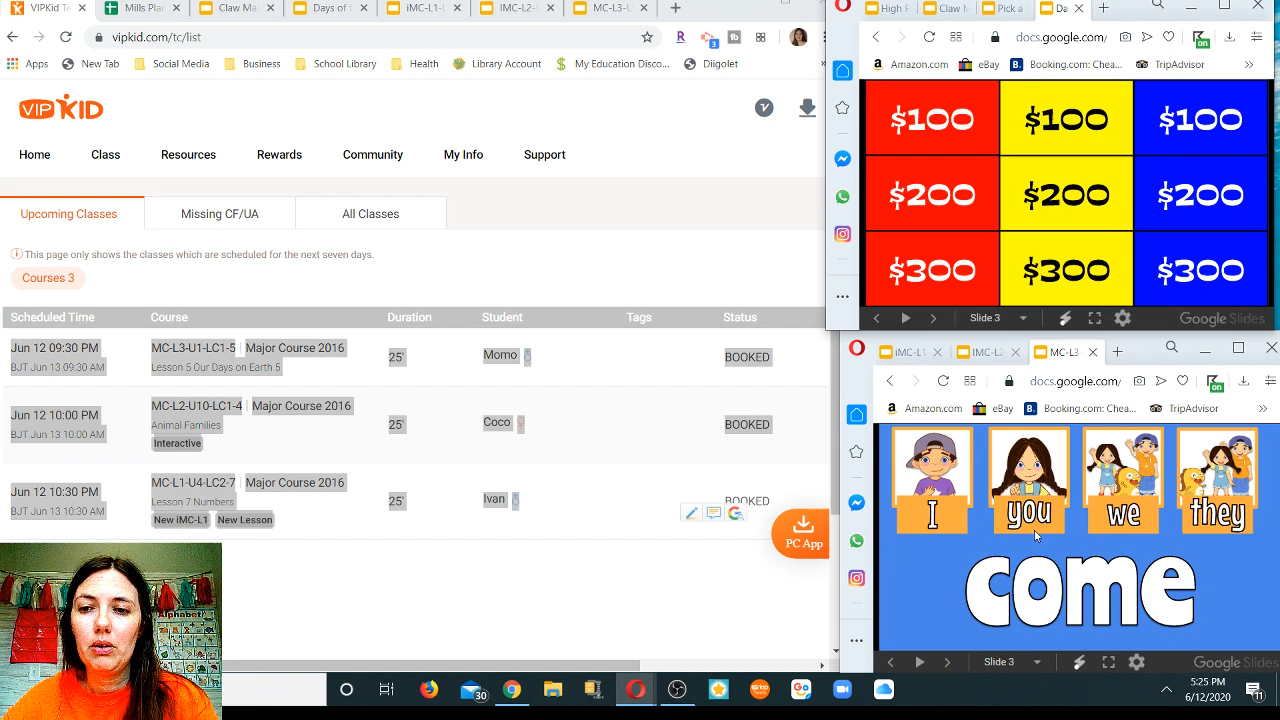 VIPKid Te
Mills Plan
Claw Ma
Days of t
iMC-L1-U
IMC-L2-
MC-L3-U
vipkid.com/tc/list
Apps
New Tab
Social Media
Business
School Library
Health
Library Account
My Education Disco...
Diigolet
VIPKID
Home
Class
Resources
Rewards
Community
My Info
Support
Upcoming Classes
Missing CF/UA
All Classes
This page only shows the classes which are scheduled for the next seven days.
Courses 3
Scheduled Time
Course
Duration
Student
Tags
Status
Jun 12 09:30 PM
BJT Jun 13 09:30 AM
MC-L3-U1-LC1-5 | Major Course 2016
Lesson 5 Our Days on Earth 5
25'
Momo
BOOKED
Jun 12 10:00 PM
BJT Jun 13 10:00 AM
MC-L2-U10-LC1-4 | Major Course 2016
Animal Families
Interactive
25'
Coco
BOOKED
Jun 12 10:30 PM
BJT Jun 13 10:30 AM
MC-L1-U4-LC2-7 | Major Course 2016
Lesson 7 Numbers
New iMC-L1
New Lesson
25'
Ivan
BOOKED
PC App
Alphabet
High F
Claw M
Pick a
Da
docs.google.com/
on
Amazon.com
eBay
Booking.com: Chea...
TripAdvisor
$100 $100 $100
$200 $200 $200
$300 $300 $300
Slide 3
Google Slides
iMC-L1
IMC-L2
MC-L3
docs.google.com/
on
Amazon.com
eBay
Booking.com: Chea...
TripAdvisor
I you we they
come
Slide 3
Google Slides
30
5:25 PM
6/12/2020
11